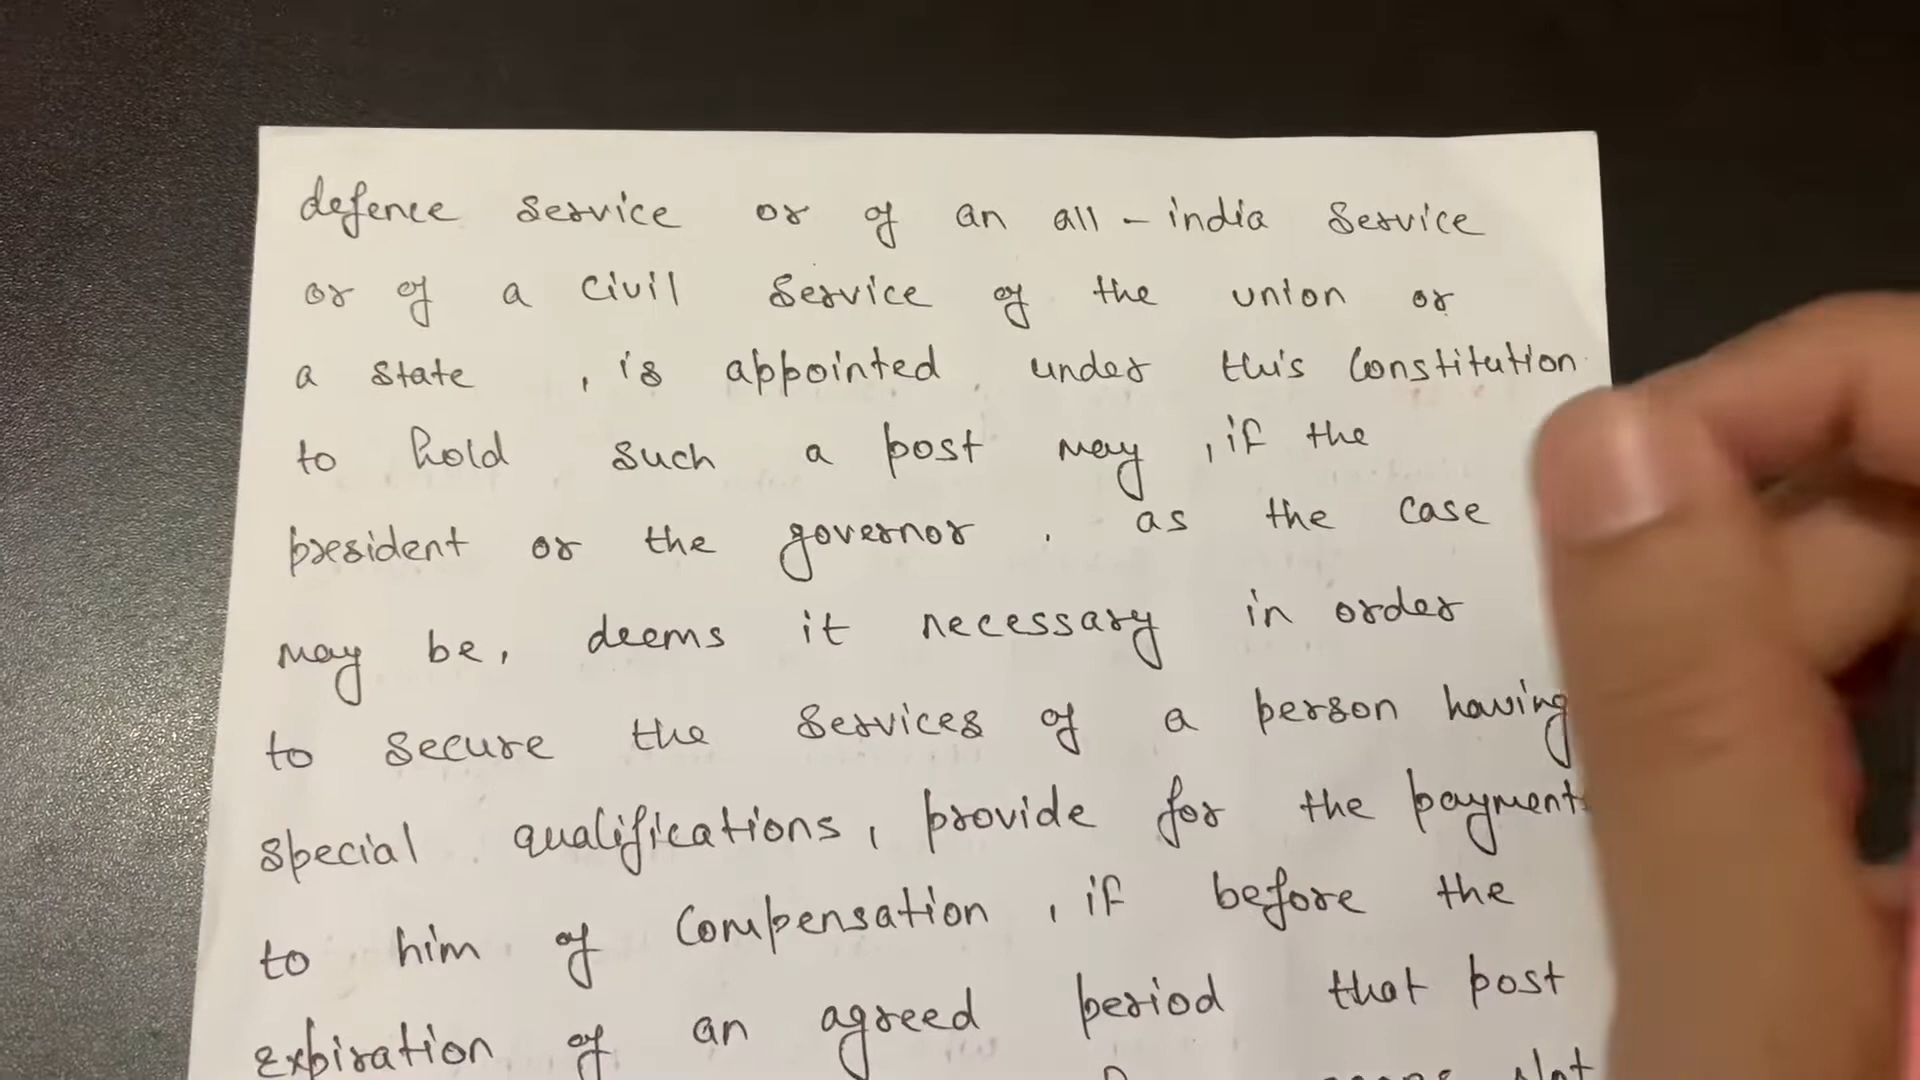 defence service or of an all - india service
or of a civil service of the union or
a state , is appointed under this Constitution
to hold such a post may , if the
president or the governor . as the case
may be, deems it necessary in order
to secure the services of a person having
special qualifications, provide for the payment
to him of Compensation , if before the
expiration of an agreed period that post